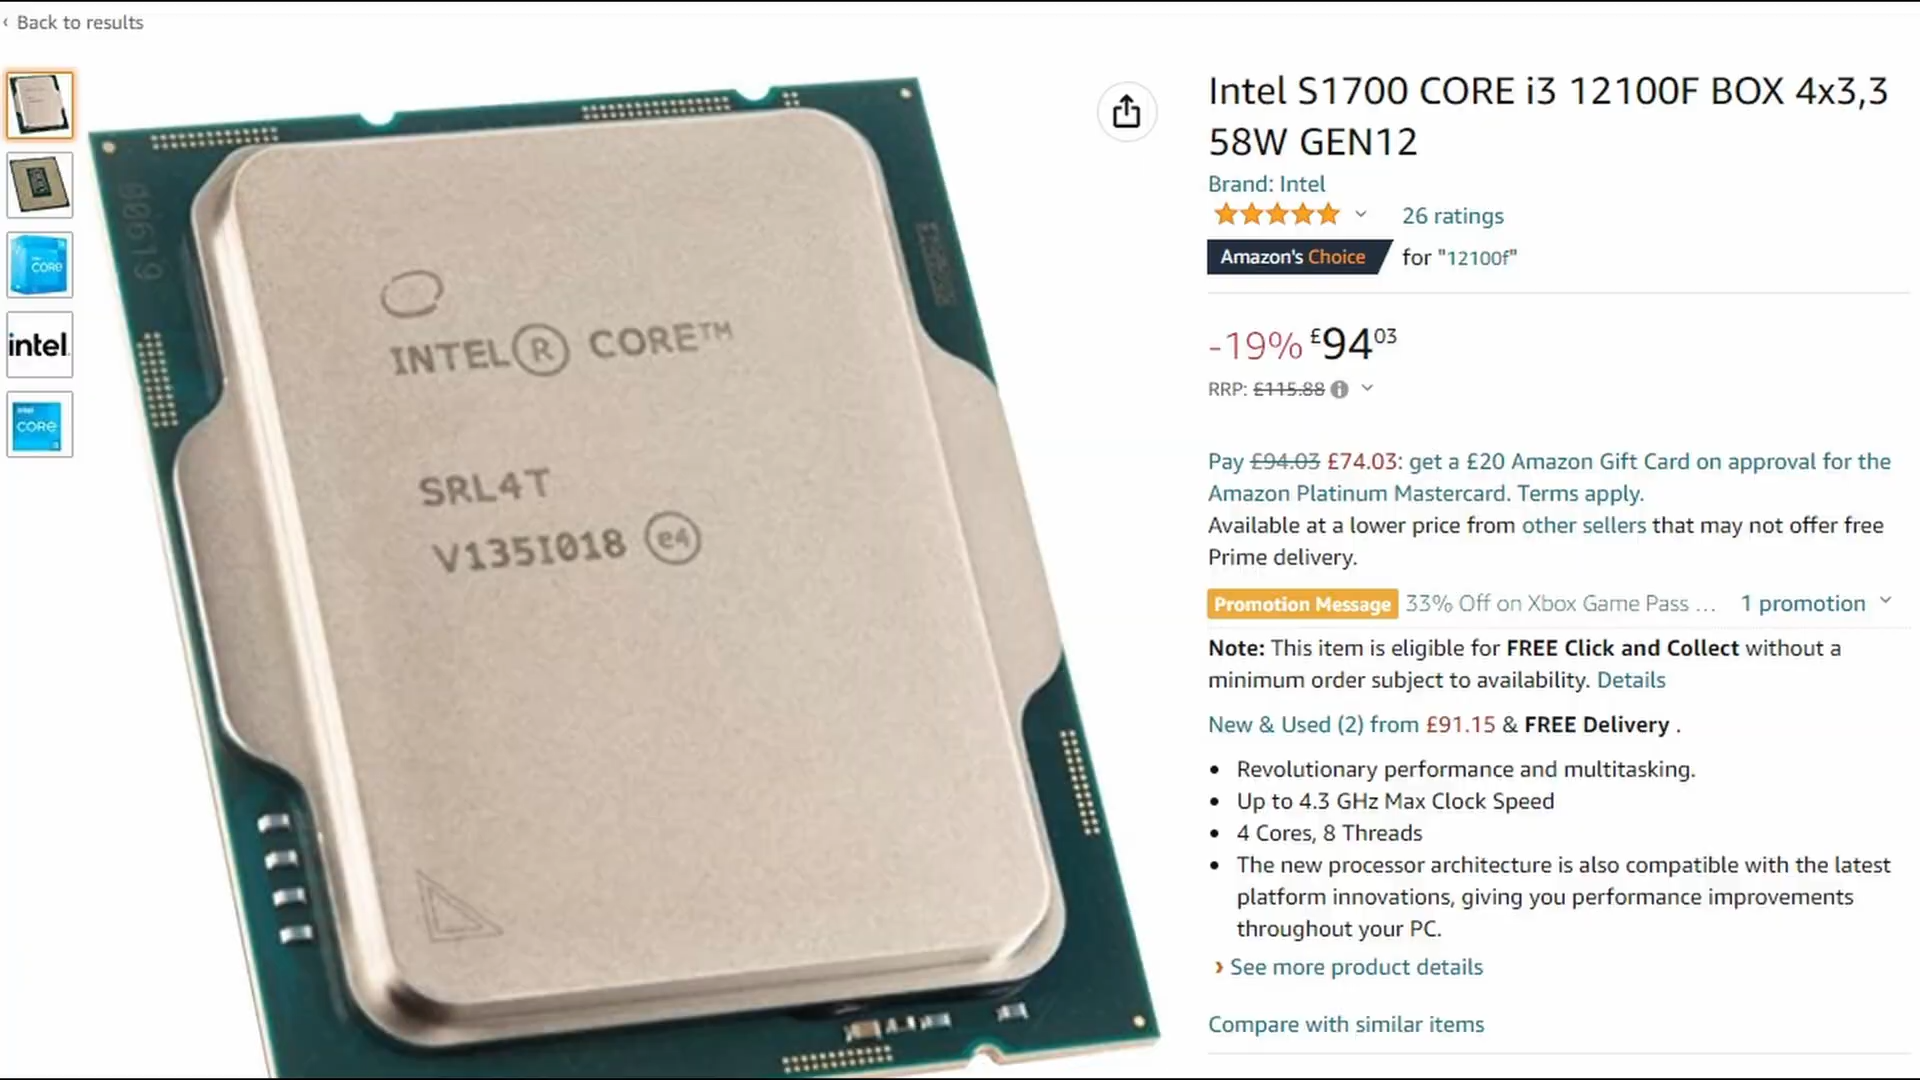 ‹ Back to results
Intel S1700 CORE i3 12100F BOX 4x3,3
58W GEN12
Brand: Intel
26 ratings
Amazon's Choice for "12100f"
-19% £9403
RRP: £115.88
Pay £94.03 £74.03: get a £20 Amazon Gift Card on approval for the
Amazon Platinum Mastercard. Terms apply.
Available at a lower price from other sellers that may not offer free
Prime delivery.
Promotion Message 33% Off on Xbox Game Pass ... 1 promotion
Note: This item is eligible for FREE Click and Collect without a
minimum order subject to availability. Details
New & Used (2) from £91.15 & FREE Delivery .
• Revolutionary performance and multitasking.
• Up to 4.3 GHz Max Clock Speed
• 4 Cores, 8 Threads
• The new processor architecture is also compatible with the latest
platform innovations, giving you performance improvements
throughout your PC.
› See more product details
Compare with similar items
INTEL® CORE™
SRL4T
V135I018 e4
CORE
intel
intel
CORE